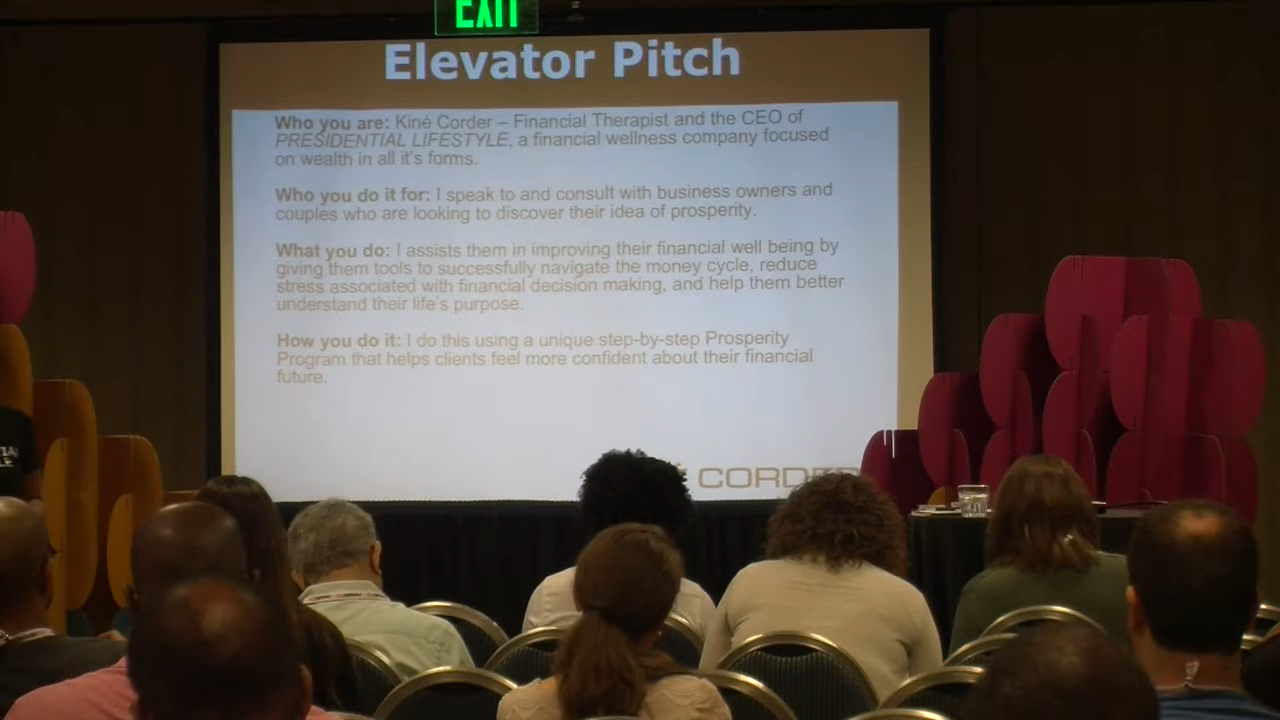 EXIT
Elevator Pitch
Who you are: Kiné Corder – Financial Therapist and the CEO of
PRESIDENTIAL LIFESTYLE, a financial wellness company focused
on wealth in all it's forms.
Who you do it for: I speak to and consult with business owners and
couples who are looking to discover their idea of prosperity.
What you do: I assists them in improving their financial well being by
giving them tools to successfully navigate the money cycle, reduce
stress associated with financial decision making, and help them better
understand their life's purpose.
How you do it: I do this using a unique step-by-step Prosperity
Program that helps clients feel more confident about their financial
future.
CORDER